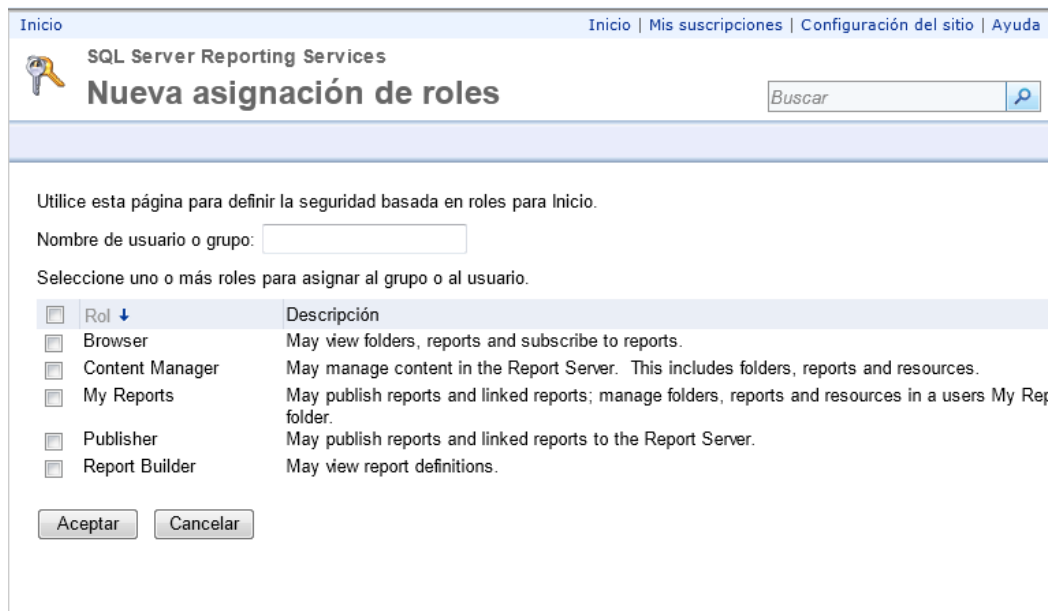 Inicio
Inicio | Mis suscripciones | Configuración del sitio | Ayuda
SQL Server Reporting Services
Nueva asignación de roles
Buscar
Utilice esta página para definir la seguridad basada en roles para Inicio.
Nombre de usuario o grupo:
Seleccione uno o más roles para asignar al grupo o al usuario.
Rol Descripción
Browser May view folders, reports and subscribe to reports.
Content Manager May manage content in the Report Server. This includes folders, reports and resources.
My Reports May publish reports and linked reports; manage folders, reports and resources in a users My Rep
folder.
Publisher May publish reports and linked reports to the Report Server.
Report Builder May view report definitions.
Aceptar Cancelar